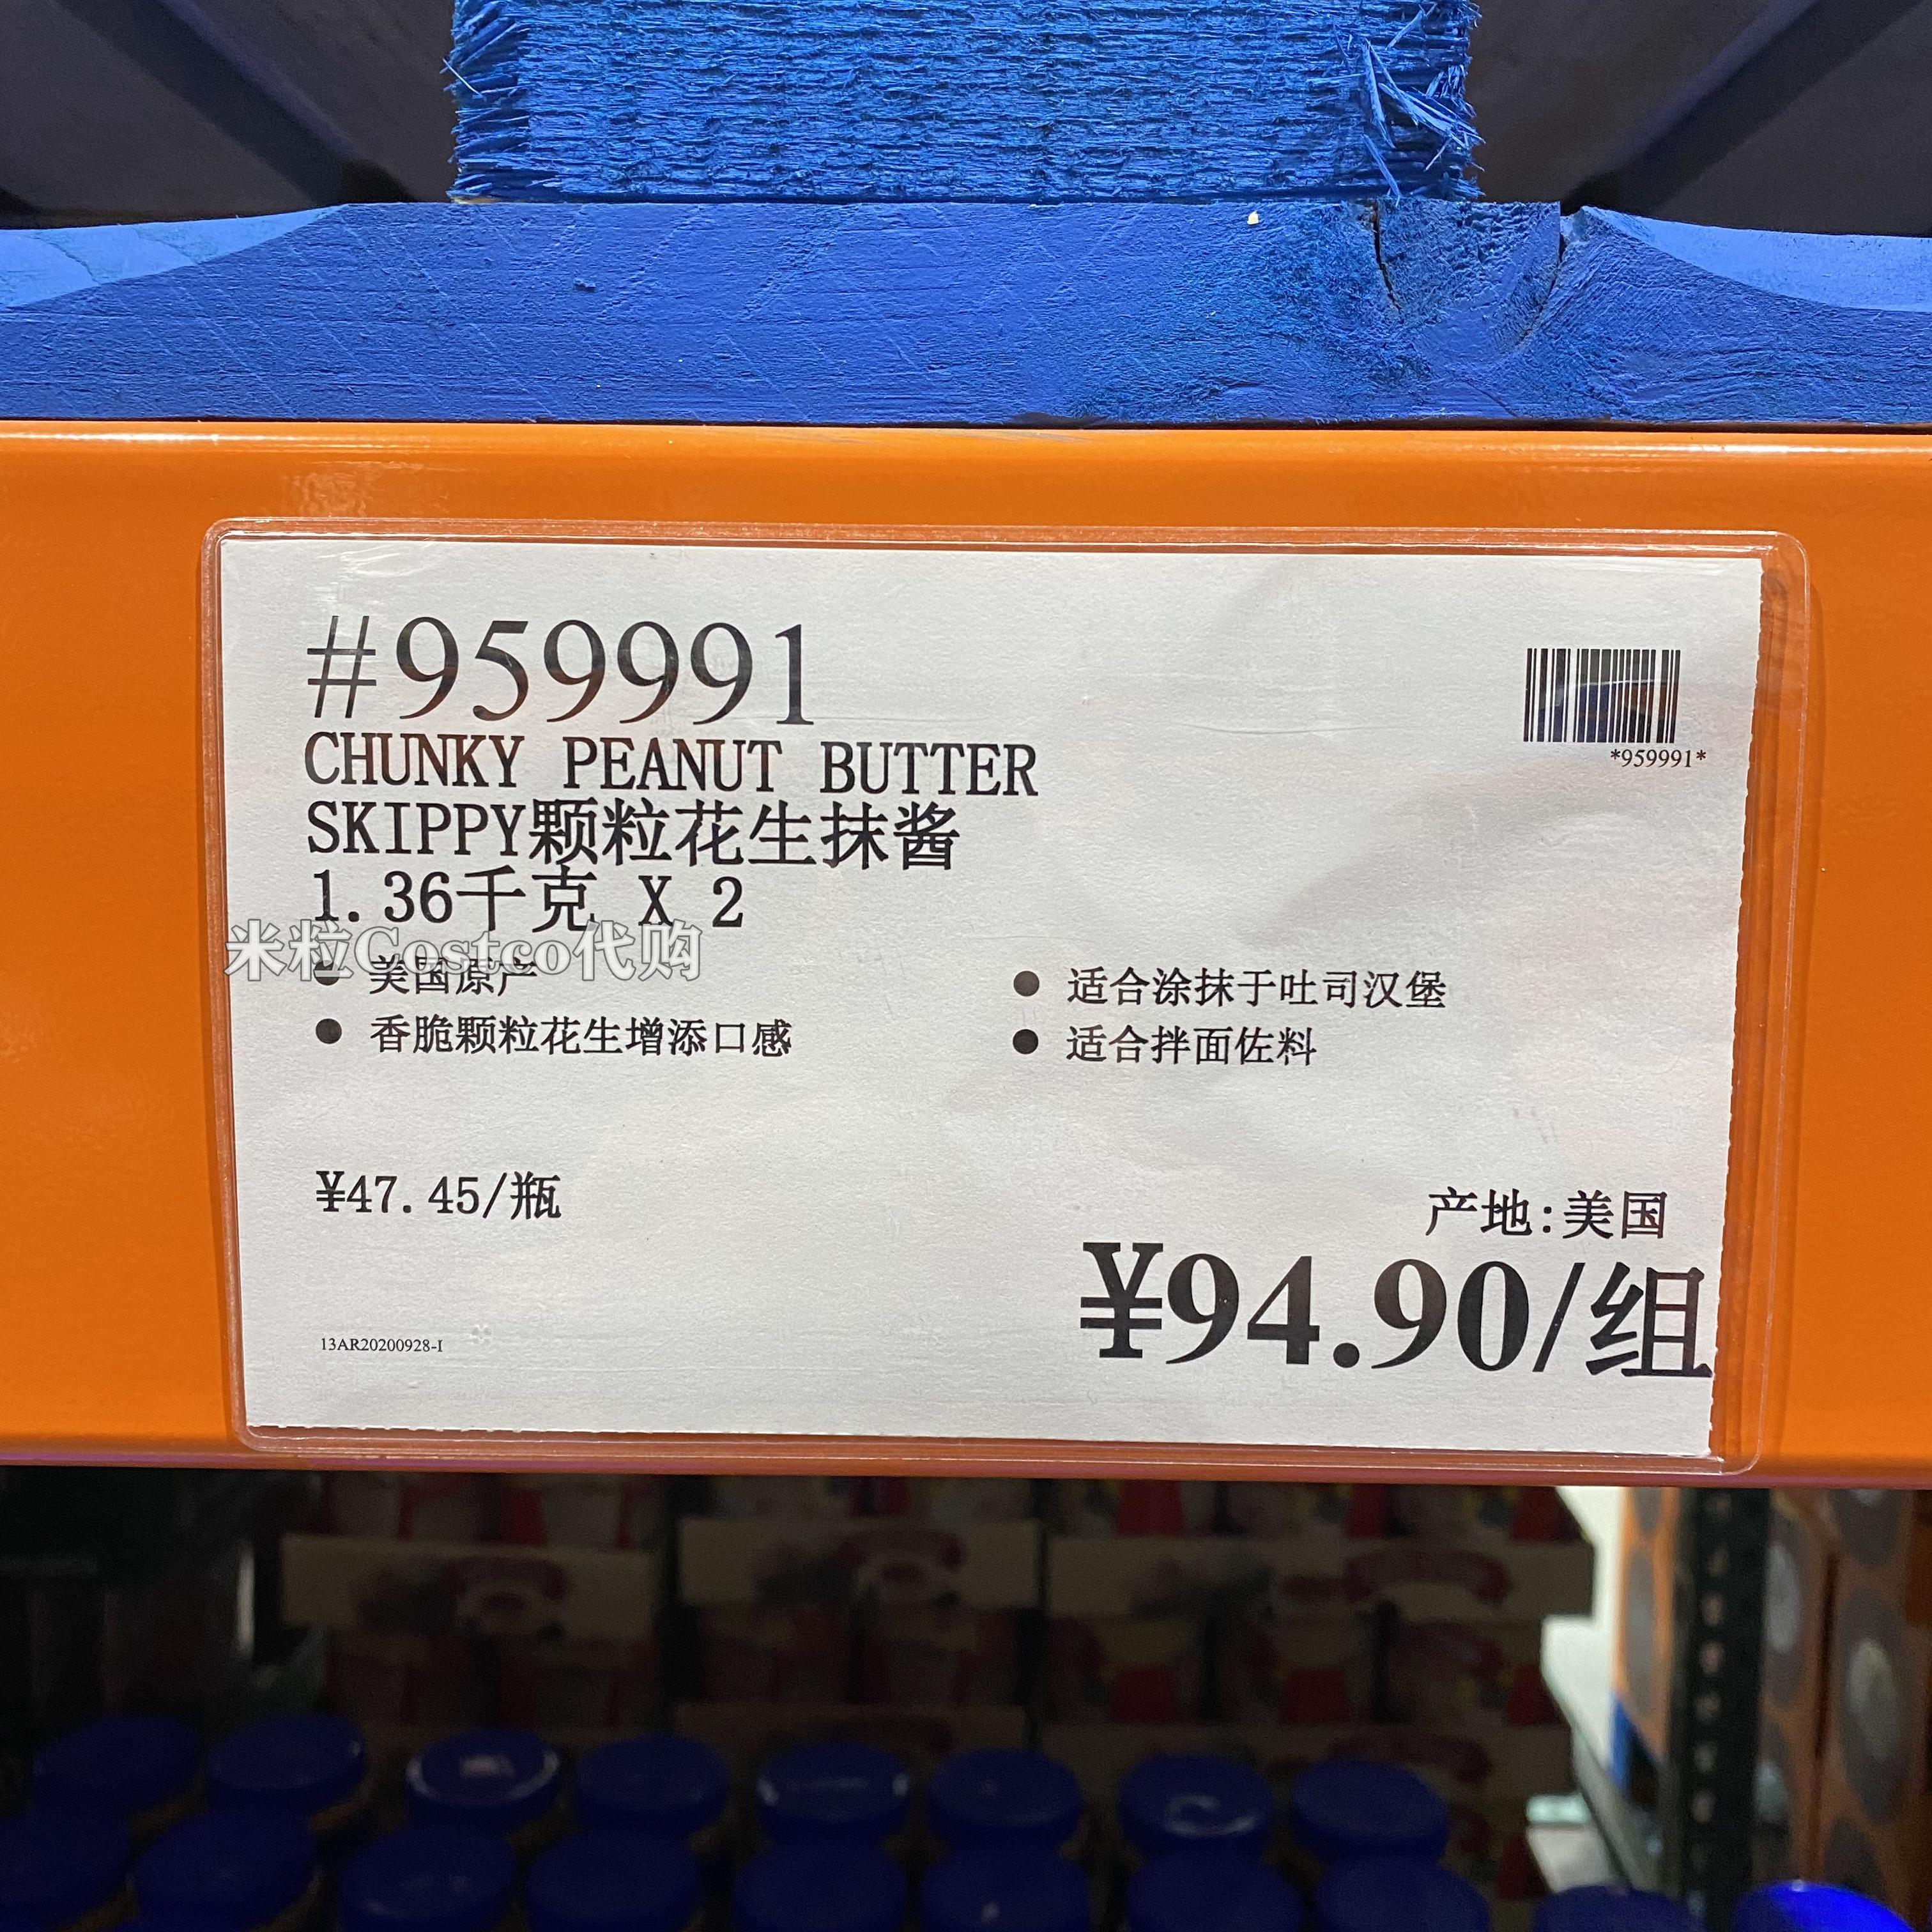 #959991
*959991*
CHUNKY PEANUT BUTTER
SKIPPY颗粒花生抹酱
1.36千克 X 2
米粒Costco代购
美国原产
香脆颗粒花生增添口感
适合涂抹于吐司汉堡
适合拌面佐料
¥47.45/瓶
产地:美国
¥94.90/组
13AR20200928-I